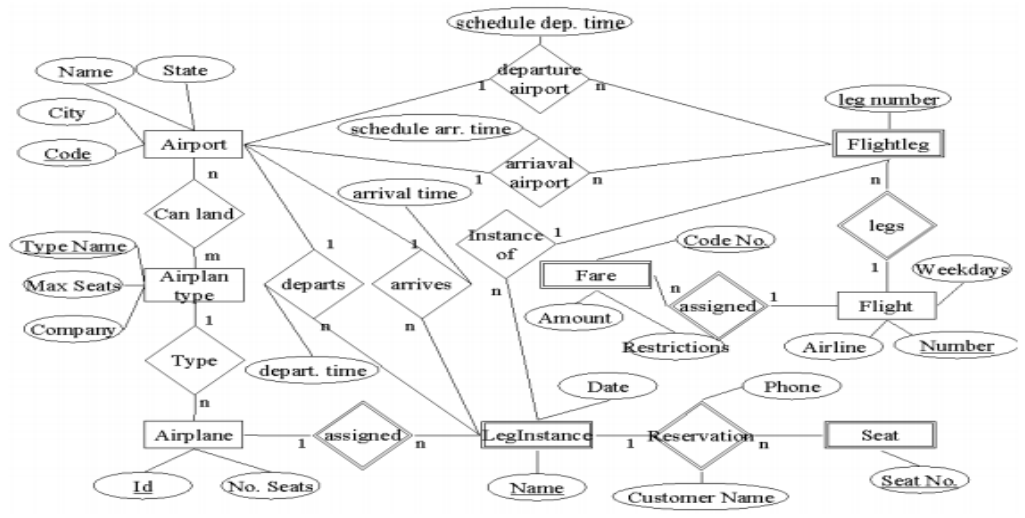 schedule dep. time
departure
airport
1
n
Name
State
City
Code
Airport
leg number
Flightleg
schedule arr. time
arriaval
airport
1
n
n
Can land
m
arrival time
Instance
of
1
n
n
legs
1
Type Name
Max Seats
Company
Airplan
type
1
departs
n
1
arrives
n
Code No.
Fare
n
assigned
1
Amount
Restrictions
Weekdays
Flight
Airline
Number
1
Type
n
depart. time
Date
Phone
Airplane
1
assigned
n
LegInstance
1
Reservation
n
Seat
Id
No. Seats
Name
Customer Name
Seat No.